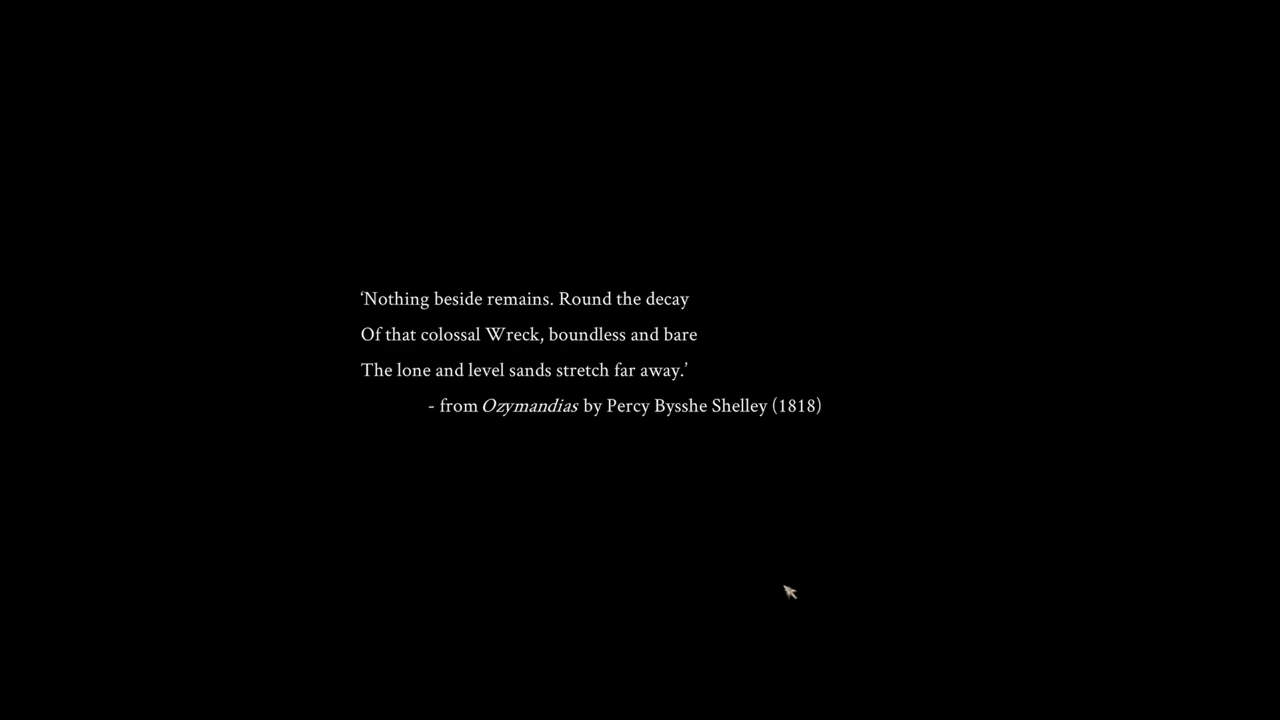 ‘Nothing beside remains. Round the decay
Of that colossal Wreck, boundless and bare
The lone and level sands stretch far away.’
- from Ozymandias by Percy Bysshe Shelley (1818)